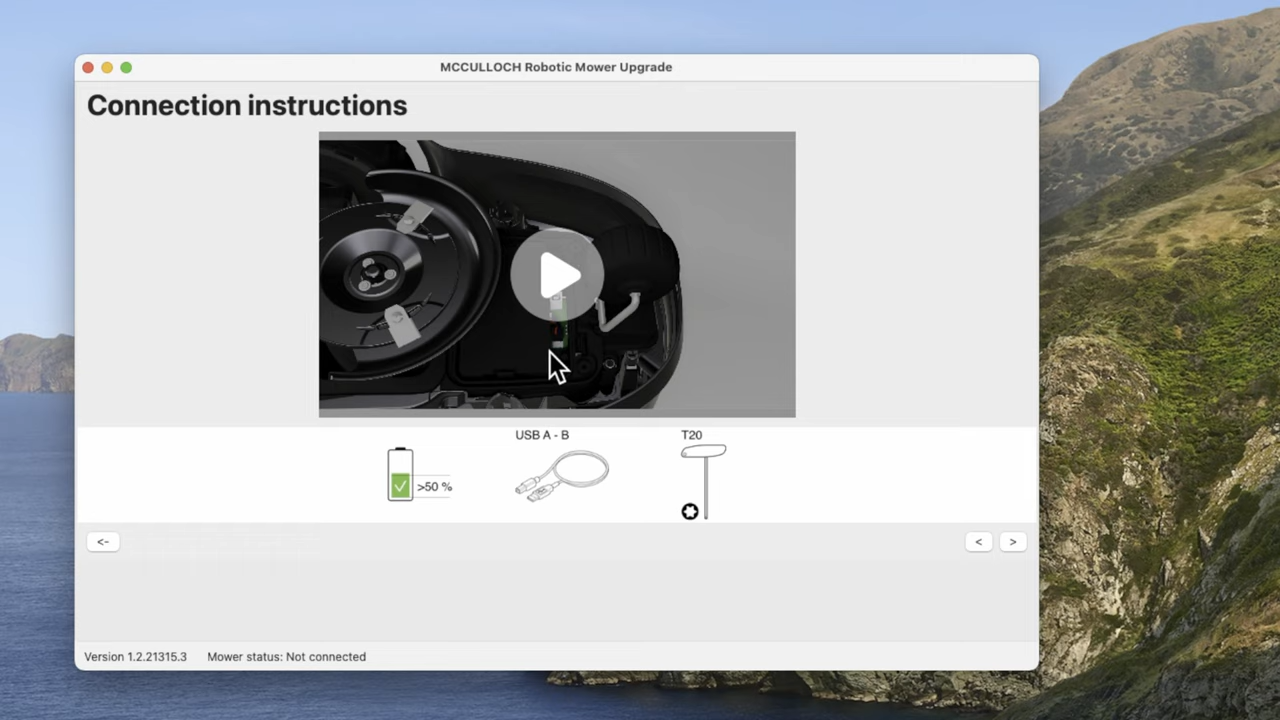 MCCULLOCH Robotic Mower Upgrade
Connection instructions
USB A - B
T20
>50 %
<-
<
>
Version 1.2.21315.3
Mower status: Not connected